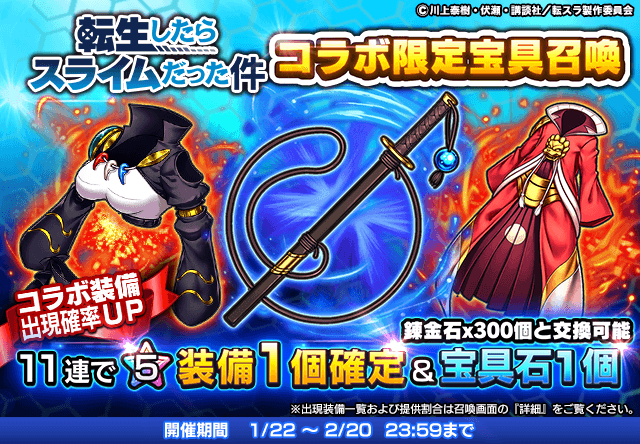 ©川上泰樹・伏瀬・講談社／転スラ製作委員会
転生したら
スライムだった件
コラボ限定宝具召喚
コラボ装備
出現確率UP
錬金石x300個と交換可能
11連で5装備1個確定&宝具石1個
※出現装備一覧および提供割合は召喚画面の『詳細』をご覧ください。
開催期間 1/22 ～ 2/20 23:59まで